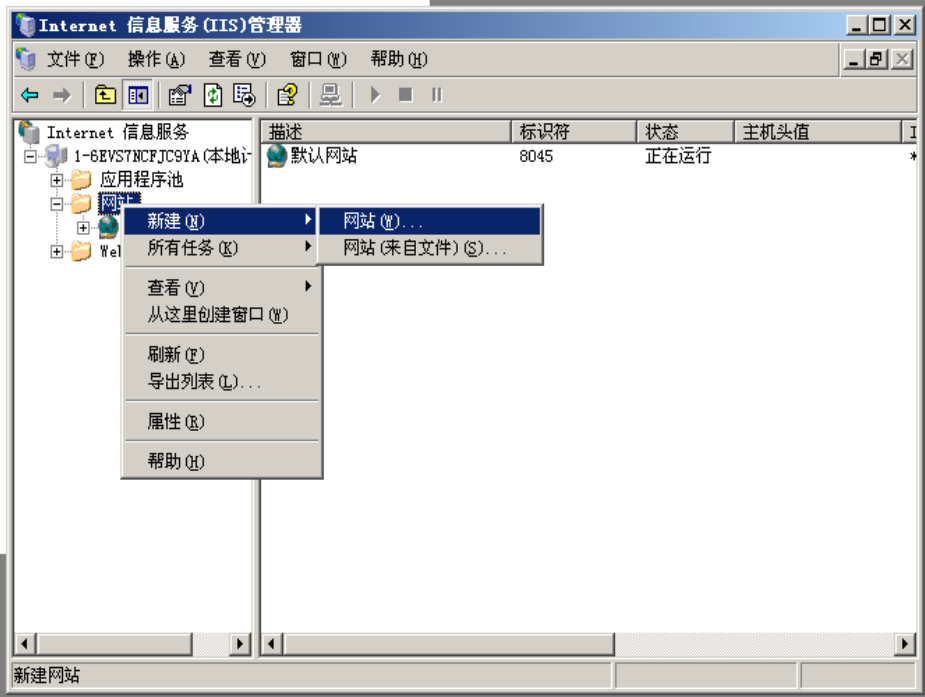 Internet 信息服务(IIS)管理器
文件(F) 操作(A) 查看(V) 窗口(W) 帮助(H)
Internet 信息服务
描述 标识符 状态 主机头值 I
1-6EVS7NCFJC9YA(本地计
默认网站 8045 正在运行 *
应用程序池
网站
Wel
新建(N)
网站(W)...
所有任务(K)
网站(来自文件)(S)...
查看(V)
从这里创建窗口(W)
刷新(F)
导出列表(L)...
属性(R)
帮助(H)
新建网站